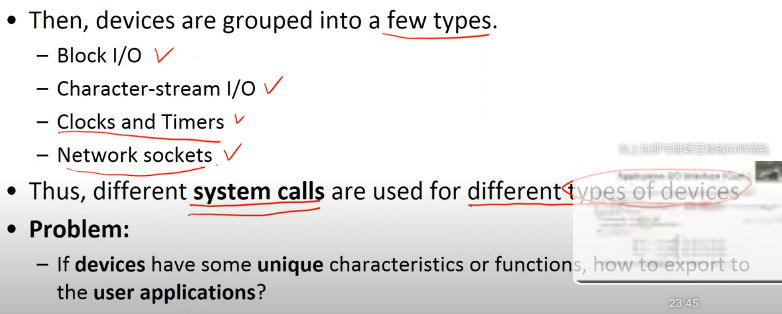 • Then, devices are grouped into a few types.
– Block I/O
– Character-stream I/O
– Clocks and Timers
– Network sockets
• Thus, different system calls are used for different types of devices
• Problem:
– If devices have some unique characteristics or functions, how to export to
the user applications?
23:45